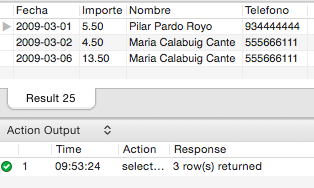 Fecha Importe Nombre Telefono
2009-03-01 5.50 Pilar Pardo Royo 934444444
2009-03-02 4.50 Maria Calabuig Cante 555666111
2009-03-06 13.50 Maria Calabuig Cante 555666111
Result 25
Action Output
Time Action Response
1 09:53:24 select... 3 row(s) returned